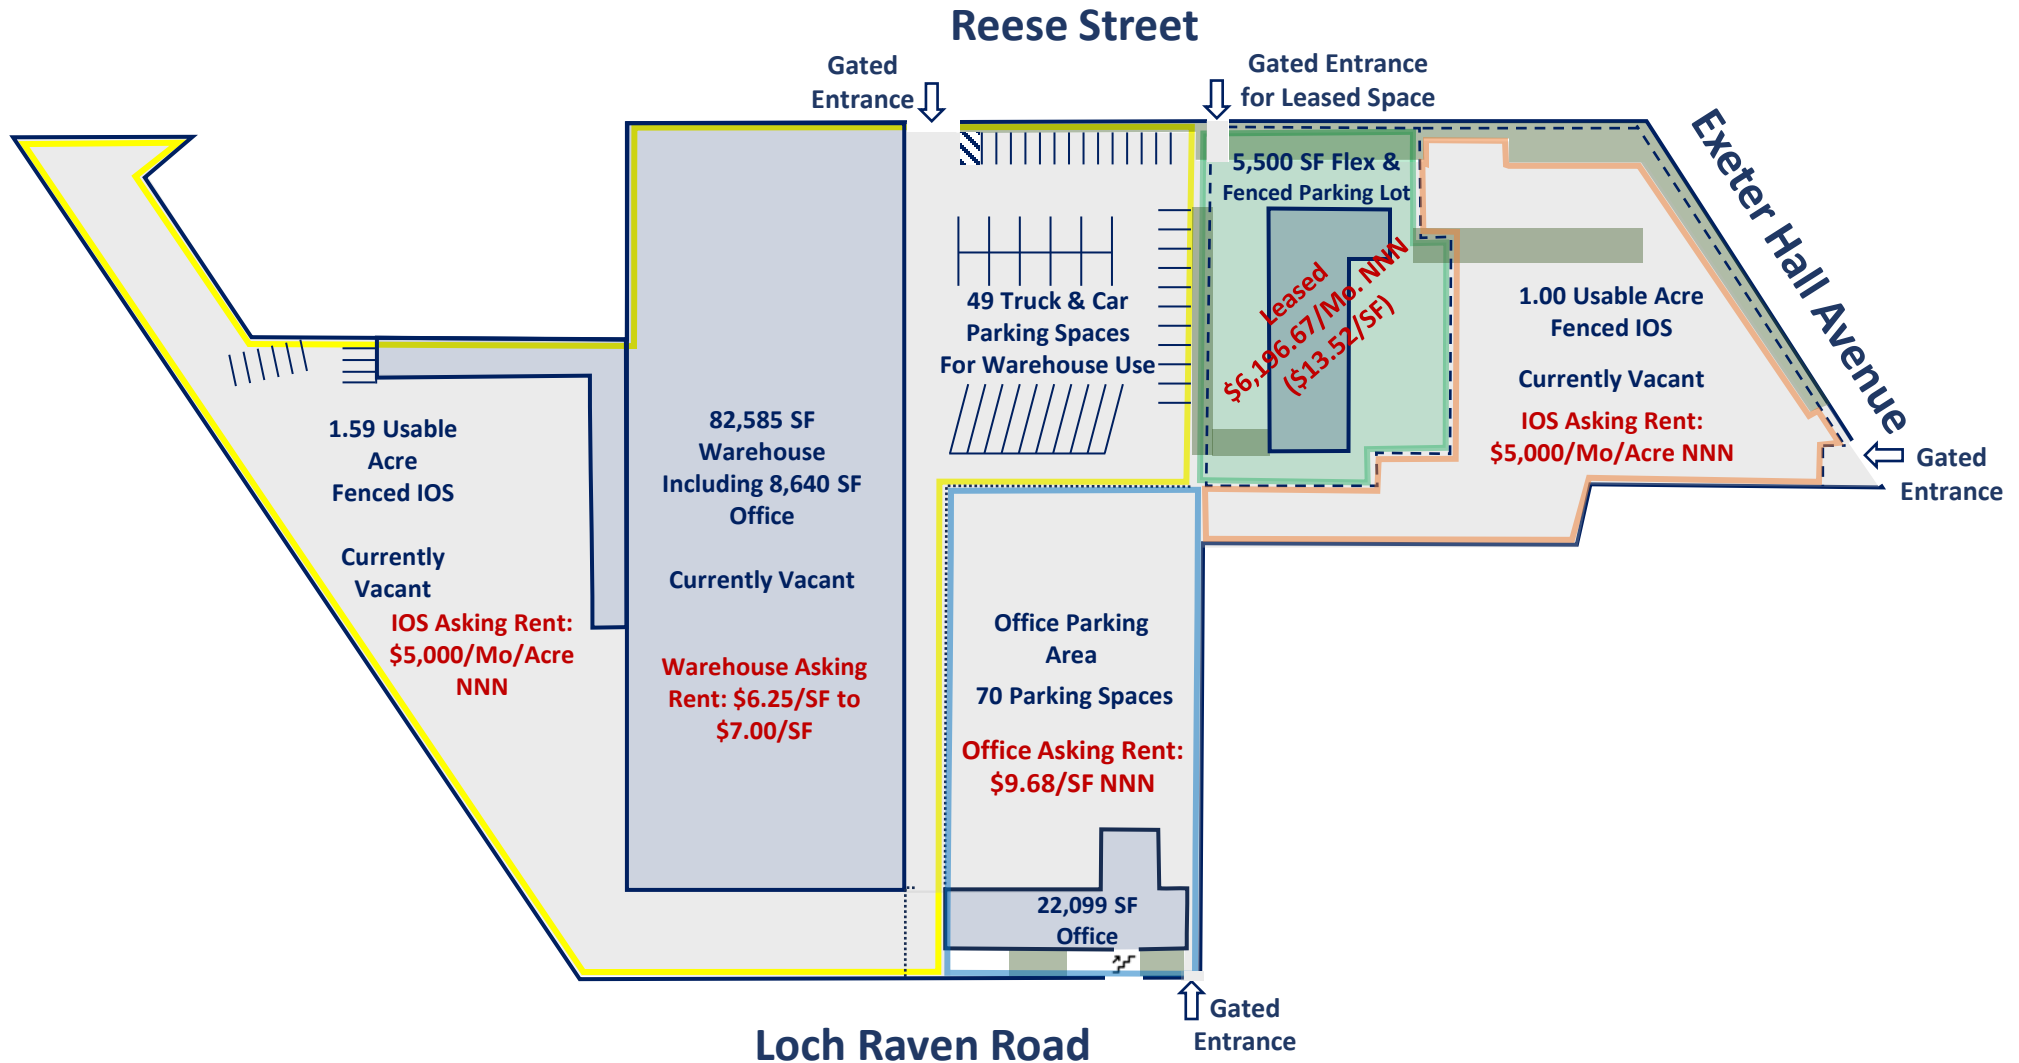 Reese Street
Gated
Entrance
Gated Entrance
for Leased Space
Exeter Hall Avenue
5,500 SF Flex &
Fenced Parking Lot
Leased
$6,196.67/Mo. NNN
($13.52/SF)
49 Truck & Car
Parking Spaces
For Warehouse Use
1.00 Usable Acre
Fenced IOS
Currently Vacant
IOS Asking Rent:
$5,000/Mo/Acre NNN
Gated
Entrance
1.59 Usable
Acre
Fenced IOS
Currently
Vacant
IOS Asking Rent:
$5,000/Mo/Acre
NNN
82,585 SF
Warehouse
Including 8,640 SF
Office
Currently Vacant
Warehouse Asking
Rent: $6.25/SF to
$7.00/SF
Office Parking
Area
70 Parking Spaces
Office Asking Rent:
$9.68/SF NNN
22,099 SF
Office
Gated
Entrance
Loch Raven Road